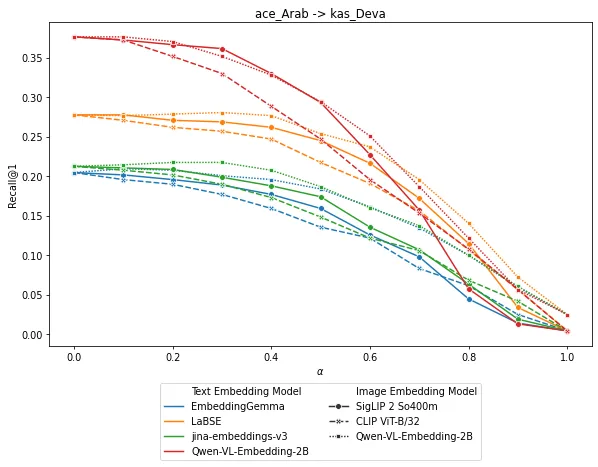 ace_Arab -> kas_Deva
Recall@1
0.35
0.30
0.25
0.20
0.15
0.10
0.05
0.00
0.0 0.2 0.4 0.6 0.8 1.0
α
Text Embedding Model
EmbeddingGemma
LaBSE
jina-embeddings-v3
Qwen-VL-Embedding-2B
Image Embedding Model
SigLIP 2 So400m
CLIP ViT-B/32
Qwen-VL-Embedding-2B